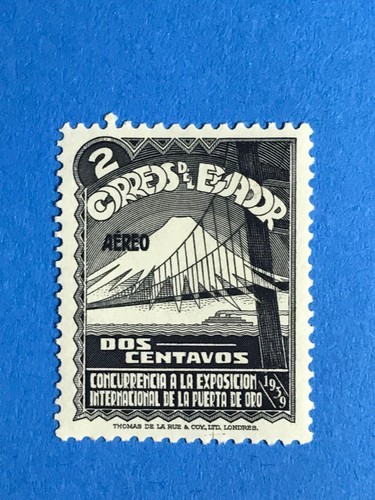 2
CORREOS DEL ECUADOR
AÉREO
DOS
CENTAVOS
CONCURRENCIA A LA EXPOSICION
INTERNACIONAL DE LA PUERTA DE ORO
1939
THOMAS DE LA RUE & COY., LTD. LONDRES.